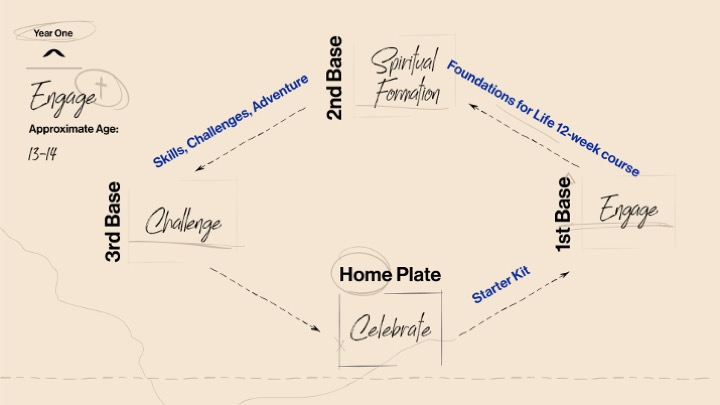 Year One
Engage
Approximate Age:
13-14
2nd Base
Spiritual
Formation
Skills, Challenges, Adventure
Foundations for Life 12-week course
3rd Base
Challenge
1st Base
Engage
Home Plate
Celebrate
Starter Kit